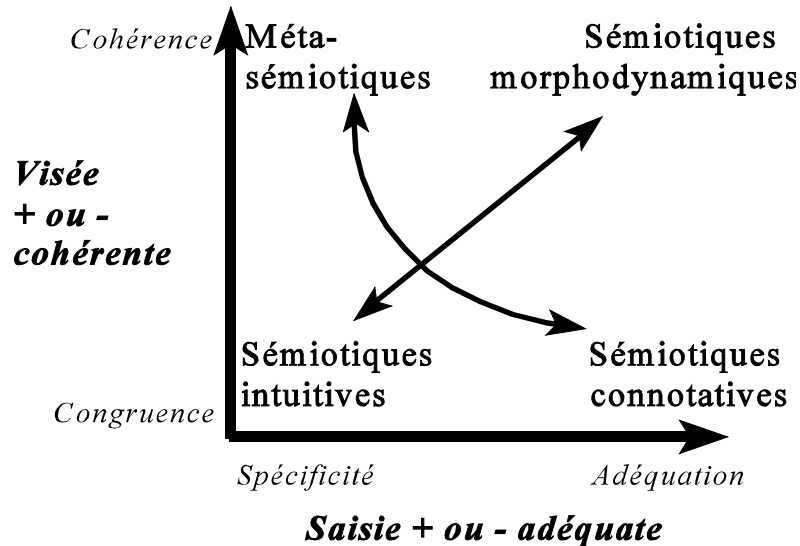 Cohérence
Méta-
sémiotiques
Sémiotiques
morphodynamiques
Visée
+ ou -
cohérente
Sémiotiques
intuitives
Sémiotiques
connotatives
Congruence
Spécificité
Adéquation
Saisie + ou - adéquate